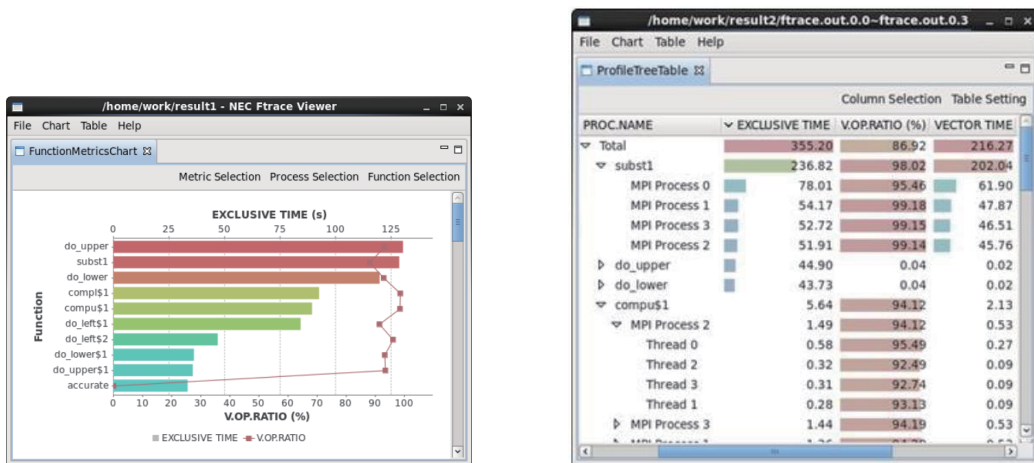 /home/work/result1 - NEC Ftrace Viewer
File Chart Table Help
FunctionMetricsChart
Metric Selection Process Selection Function Selection
EXCLUSIVE TIME (s)
0 25 50 75 100 125
Function
do_upper
subst1
do_lower
compl$1
compu$1
do_left$1
do_left$2
do_lower$1
do_upper$1
accurate
0 10 20 30 40 50 60 70 80 90 100
V.OP.RATIO (%)
EXCLUSIVE TIME V.OP.RATIO
/home/work/result2/ftrace.out.0.0~ftrace.out.0.3
File Chart Table Help
ProfileTreeTable
Column Selection Table Setting
PROC.NAME EXCLUSIVE TIME V.OP.RATIO (%) VECTOR TIME
Total 355.20 86.92 216.27
subst1 236.82 98.02 202.04
MPI Process 0 78.01 95.46 61.90
MPI Process 1 54.17 99.18 47.87
MPI Process 3 52.72 99.15 46.51
MPI Process 2 51.91 99.14 45.76
do_upper 44.90 0.04 0.02
do_lower 43.73 0.04 0.02
compu$1 5.64 94.12 2.13
MPI Process 2 1.49 94.12 0.53
Thread 0 0.58 95.49 0.27
Thread 2 0.32 92.49 0.09
Thread 3 0.31 92.74 0.09
Thread 1 0.28 93.13 0.09
MPI Process 3 1.44 94.19 0.53